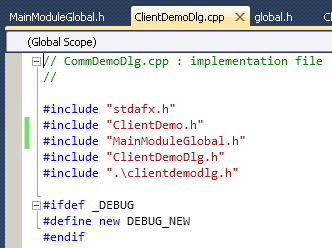 MainModuleGlobal.h ClientDemoDlg.cpp global.h Cl
(Global Scope)
// CommDemoDlg.cpp : implementation file
//
#include "stdafx.h"
#include "ClientDemo.h"
#include "MainModuleGlobal.h"
#include "ClientDemoDlg.h"
#include ".\clientdemodlg.h"
#ifdef _DEBUG
#define new DEBUG_NEW
#endif